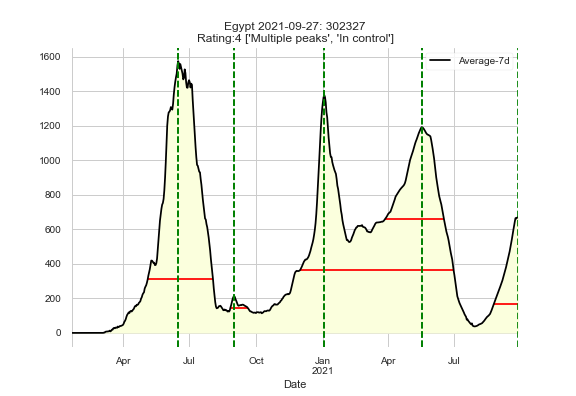 Egypt 2021-09-27: 302327
Rating:4 ['Multiple peaks', 'In control']
Average-7d
1600
1400
1200
1000
800
600
400
200
0
Apr
Jul
Oct
Jan
2021
Apr
Jul
Date